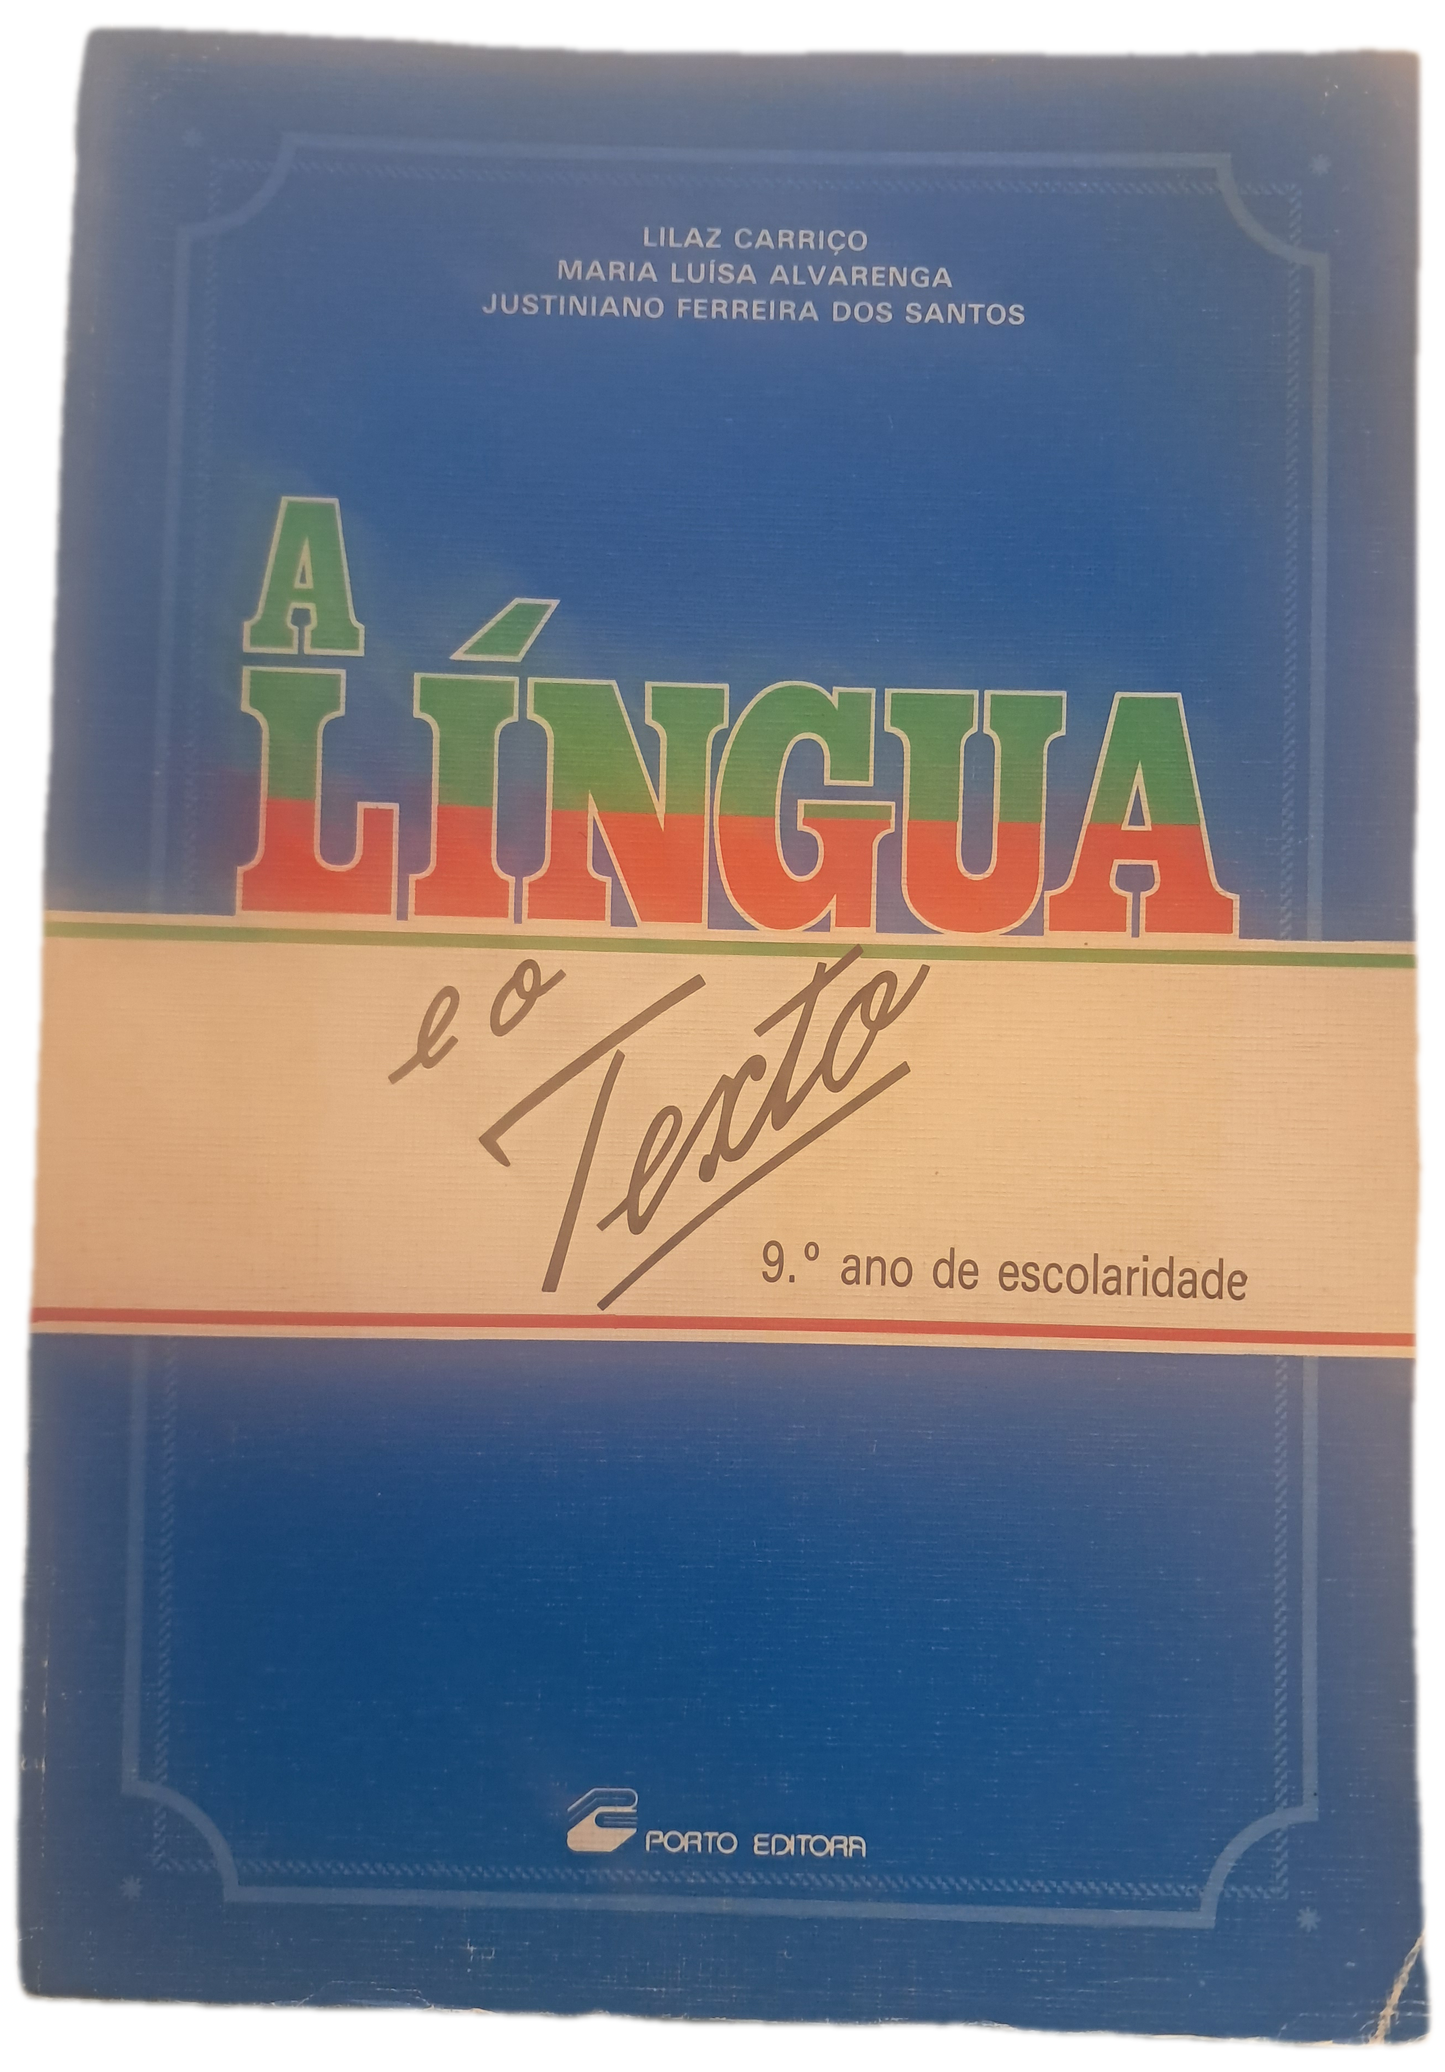 LILAZ CARRIÇO
MARIA LUÍSA ALVARENGA
JUSTINIANO FERREIRA DOS SANTOS
A
LÍNGUA
e o
Texto
9.º ano de escolaridade
PORTO EDITORA